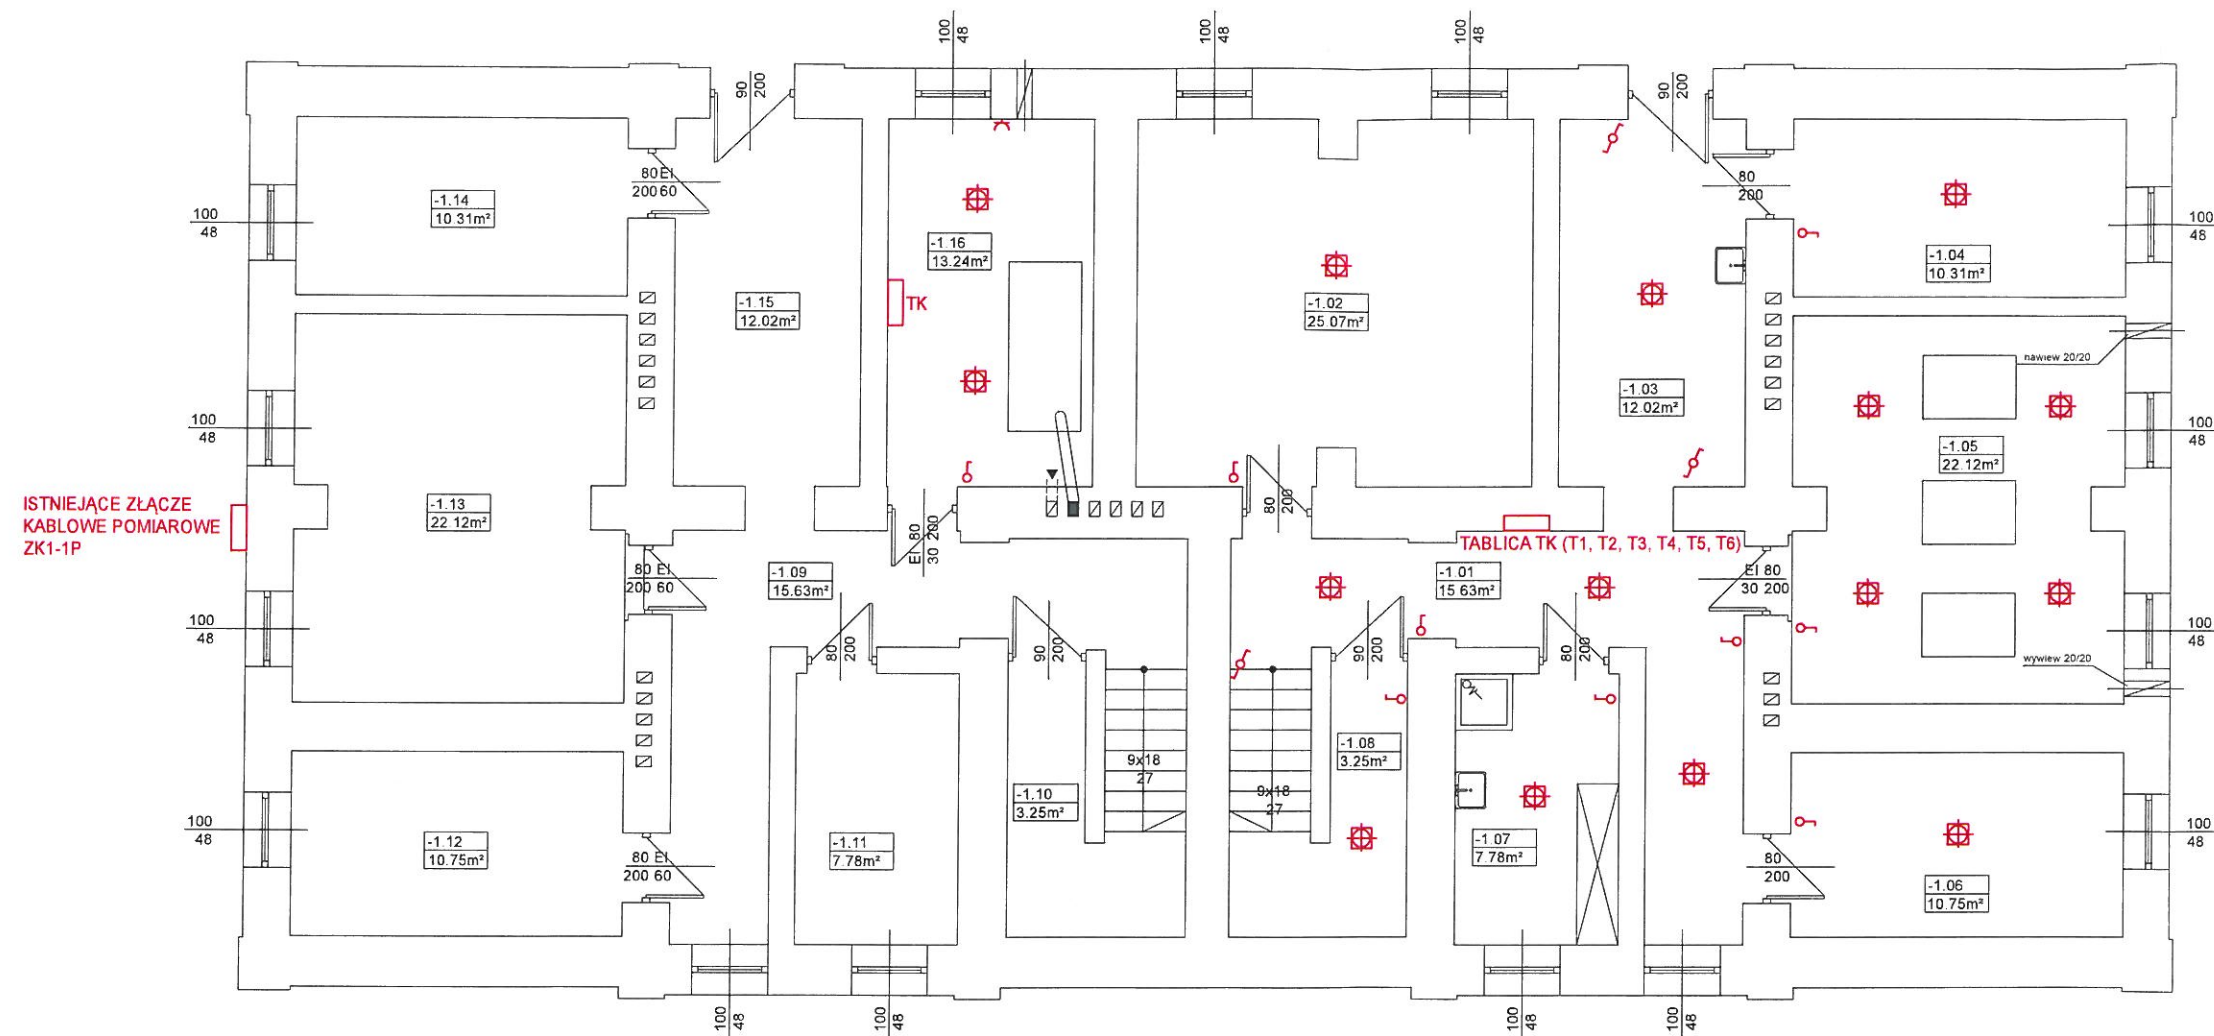 100
48
100
48
100
48
90
200
90
200
80 EI
200 60
80
200
-1.14
10.31m²
100
48
100
48
-1.16
13.24m²
-1.04
10.31m²
-1.15
12.02m²
TK
-1.02
25.07m²
nawiew 20/20
-1.03
12.02m²
100
48
100
48
-1.05
22.12m²
ISTNIEJĄCE ZŁĄCZE
KABLOWE POMIAROWE
ZK1-1P
-1.13
22.12m²
EI 80
30 200
80
200
TABLICA TK (T1, T2, T3, T4, T5, T6)
80 EI
200 60
-1.09
15.63m²
-1.01
15.63m²
EI 80
30 200
100
48
100
48
80
200
90
200
90
200
80
200
wywiew 20/20
9x18
27
9x18
27
-1.08
3.25m²
-1.10
3.25m²
100
48
100
48
-1.12
10.75m²
-1.11
7.78m²
-1.07
7.78m²
80 EI
200 60
80
200
-1.06
10.75m²
100
48
100
48
100
48
100
48